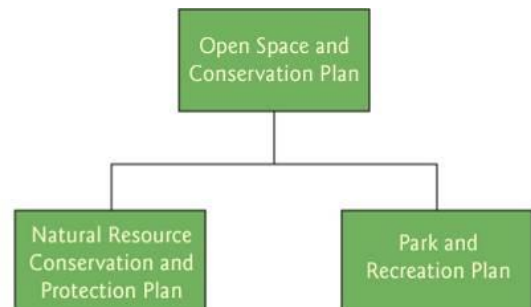 Open Space and
Conservation Plan
Natural Resource
Conservation and
Protection Plan
Park and
Recreation Plan